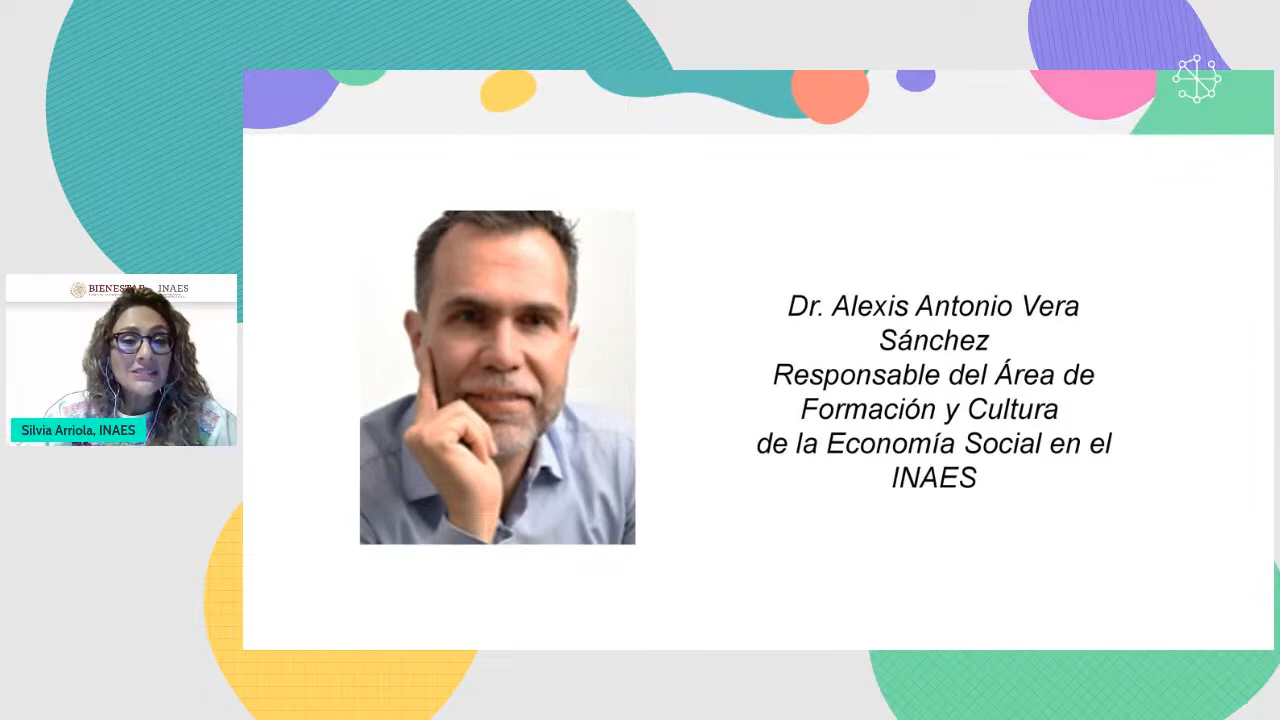 BIENESTAR INAES
Silvia Arriola, INAES
Dr. Alexis Antonio Vera
Sánchez
Responsable del Área de
Formación y Cultura
de la Economía Social en el
INAES